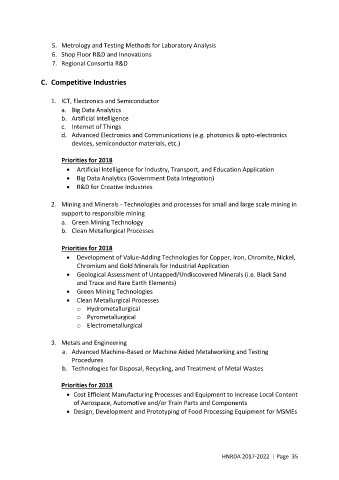 5. Metrology and Testing Methods for Laboratory Analysis
6. Shop Floor R&D and Innovations
7. Regional Consortia R&D
C. Competitive Industries
1. ICT, Electronics and Semiconductor
a. Big Data Analytics
b. Artificial Intelligence
c. Internet of Things
d. Advanced Electronics and Communications (e.g. photonics & opto-electronics
devices, semiconductor materials, etc.)
Priorities for 2018
• Artificial Intelligence for Industry, Transport, and Education Application
• Big Data Analytics (Government Data Integration)
• R&D for Creative Industries
2. Mining and Minerals - Technologies and processes for small and large scale mining in
support to responsible mining
a. Green Mining Technology
b. Clean Metallurgical Processes
Priorities for 2018
• Development of Value-Adding Technologies for Copper, Iron, Chromite, Nickel,
Chromium and Gold Minerals for Industrial Application
• Geological Assessment of Untapped/Undiscovered Minerals (i.e. Black Sand
and Trace and Rare Earth Elements)
• Green Mining Technologies
• Clean Metallurgical Processes
o Hydrometallurgical
o Pyrometallurgical
o Electrometallurgical
3. Metals and Engineering
a. Advanced Machine-Based or Machine Aided Metalworking and Testing
Procedures
b. Technologies for Disposal, Recycling, and Treatment of Metal Wastes
Priorities for 2018
• Cost Efficient Manufacturing Processes and Equipment to Increase Local Content
of Aerospace, Automotive and/or Train Parts and Components
• Design, Development and Prototyping of Food Processing Equipment for MSMEs
HNRDA 2017-2022 | Page 35